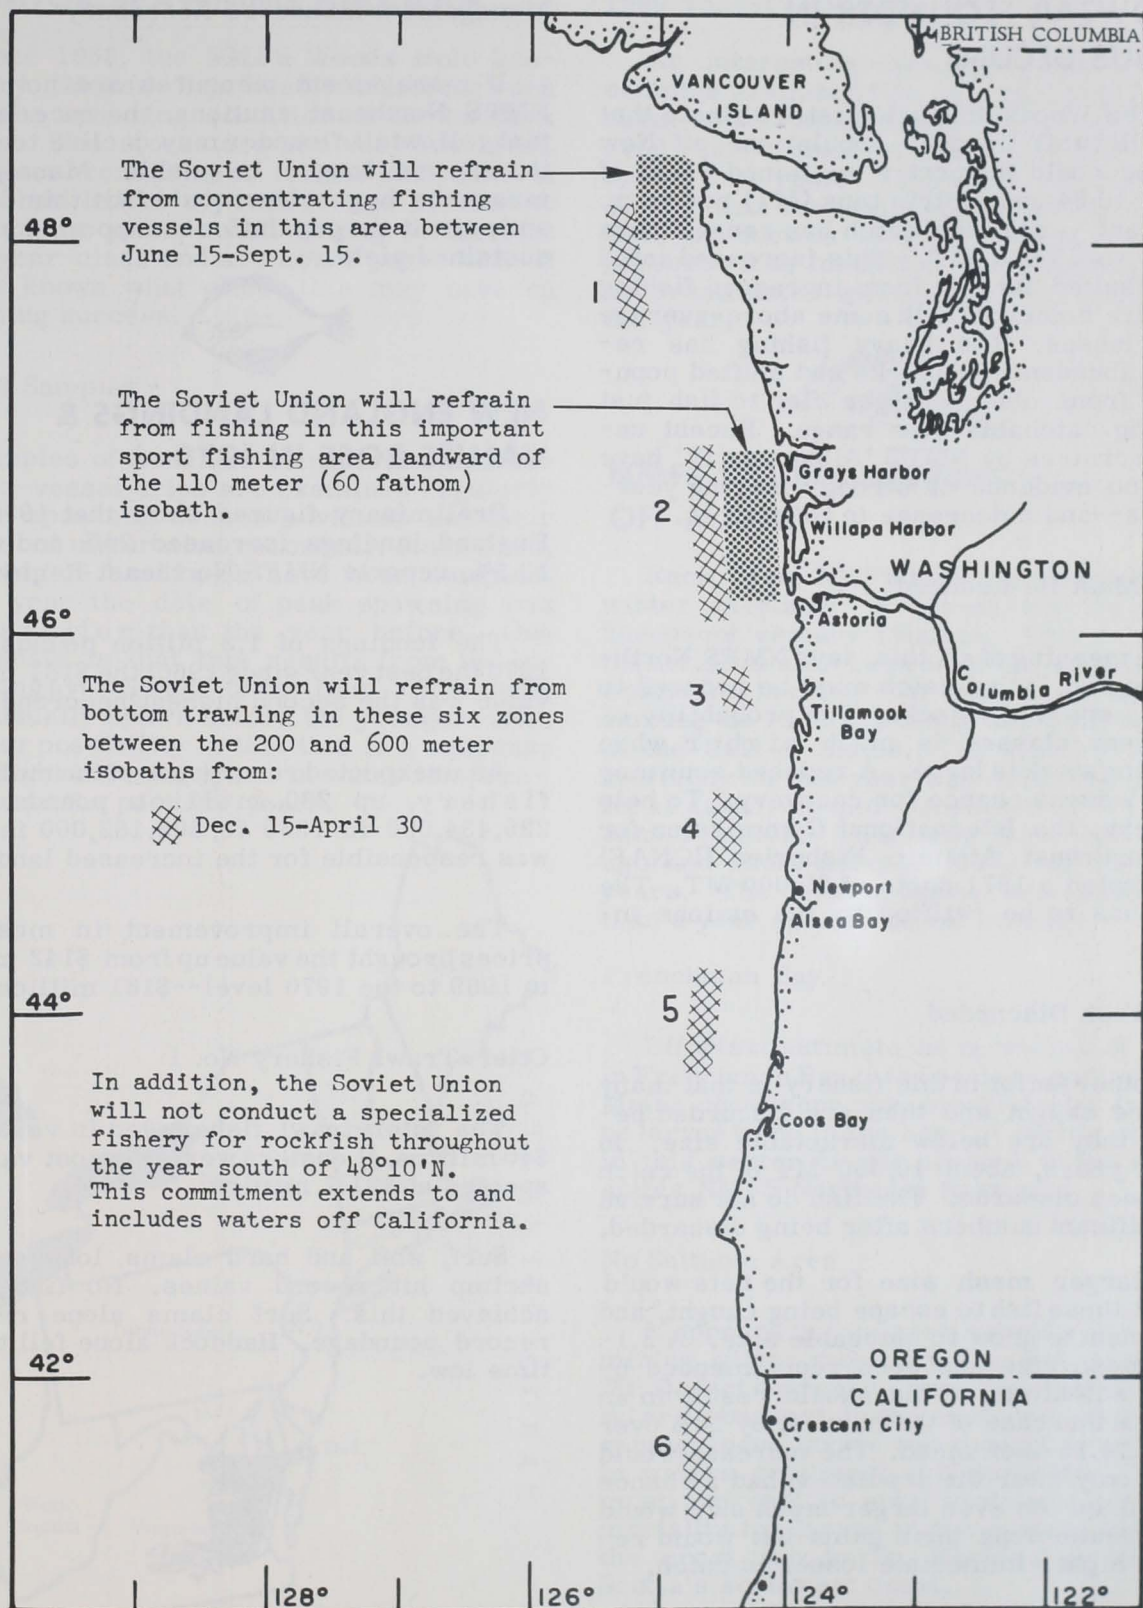 BRITISH COLUMBIA
VANCOUVER
ISLAND
The Soviet Union will refrain
from concentrating fishing
vessels in this area between
June 15-Sept. 15.
48°
1
The Soviet Union will refrain
from fishing in this important
sport fishing area landward of
the 110 meter (60 fathom)
isobath.
2
Grays Harbor
Willapa Harbor
WASHINGTON
46°
Astoria
Columbia River
The Soviet Union will refrain from
bottom trawling in these six zones
between the 200 and 600 meter
isobaths from:
Dec. 15-April 30
3
Tillamook
Bay
4
Newport
Alsea Bay
44°
5
In addition, the Soviet Union
will not conduct a specialized
fishery for rockfish throughout
the year south of 48°10'N.
This commitment extends to and
includes waters off California.
Coos Bay
42°
OREGON
CALIFORNIA
Crescent City
6
128°
126°
124°
122°